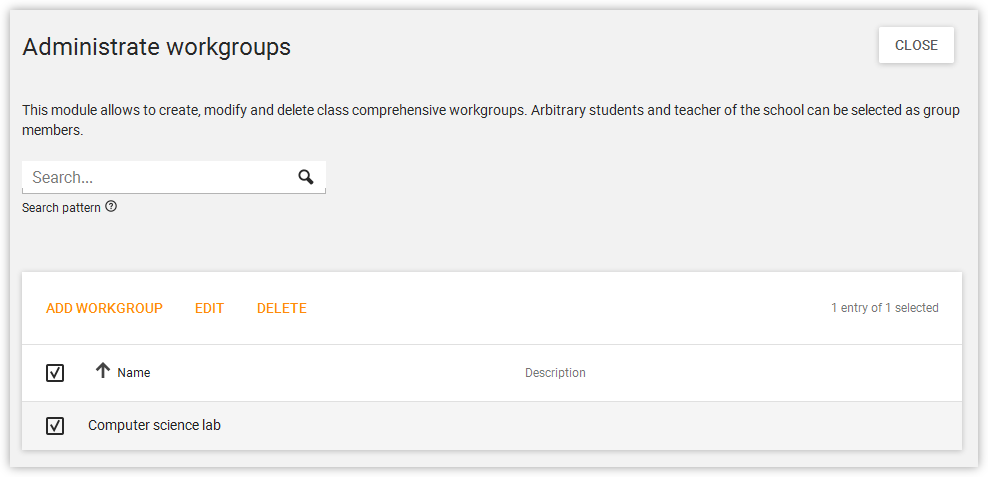 Administrate workgroups
CLOSE
This module allows to create, modify and delete class comprehensive workgroups. Arbitrary students and teacher of the school can be selected as group
members.
Search...
Search pattern
ADD WORKGROUP EDIT DELETE 1 entry of 1 selected
Name Description
Computer science lab